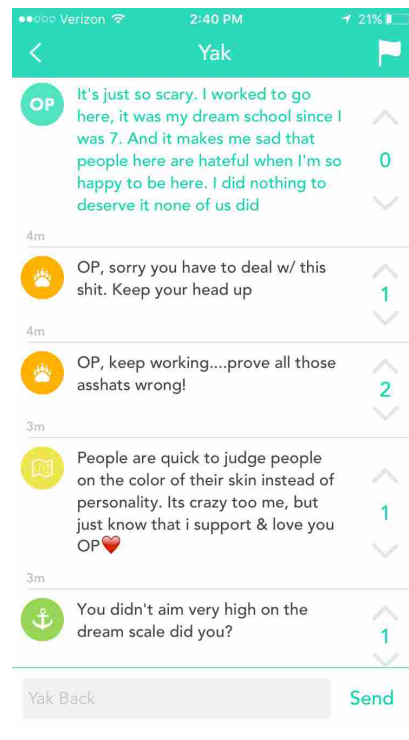 Verizon 2:40 PM 21%
Yak
OP
It's just so scary. I worked to go
here, it was my dream school since I
was 7. And it makes me sad that
people here are hateful when I'm so
happy to be here. I did nothing to
deserve it none of us did
0
4m
OP, sorry you have to deal w/ this
shit. Keep your head up
1
4m
OP, keep working....prove all those
asshats wrong!
2
3m
People are quick to judge people
on the color of their skin instead of
personality. Its crazy too me, but
just know that i support & love you
OP❤️
1
3m
You didn't aim very high on the
dream scale did you?
1
Yak Back
Send